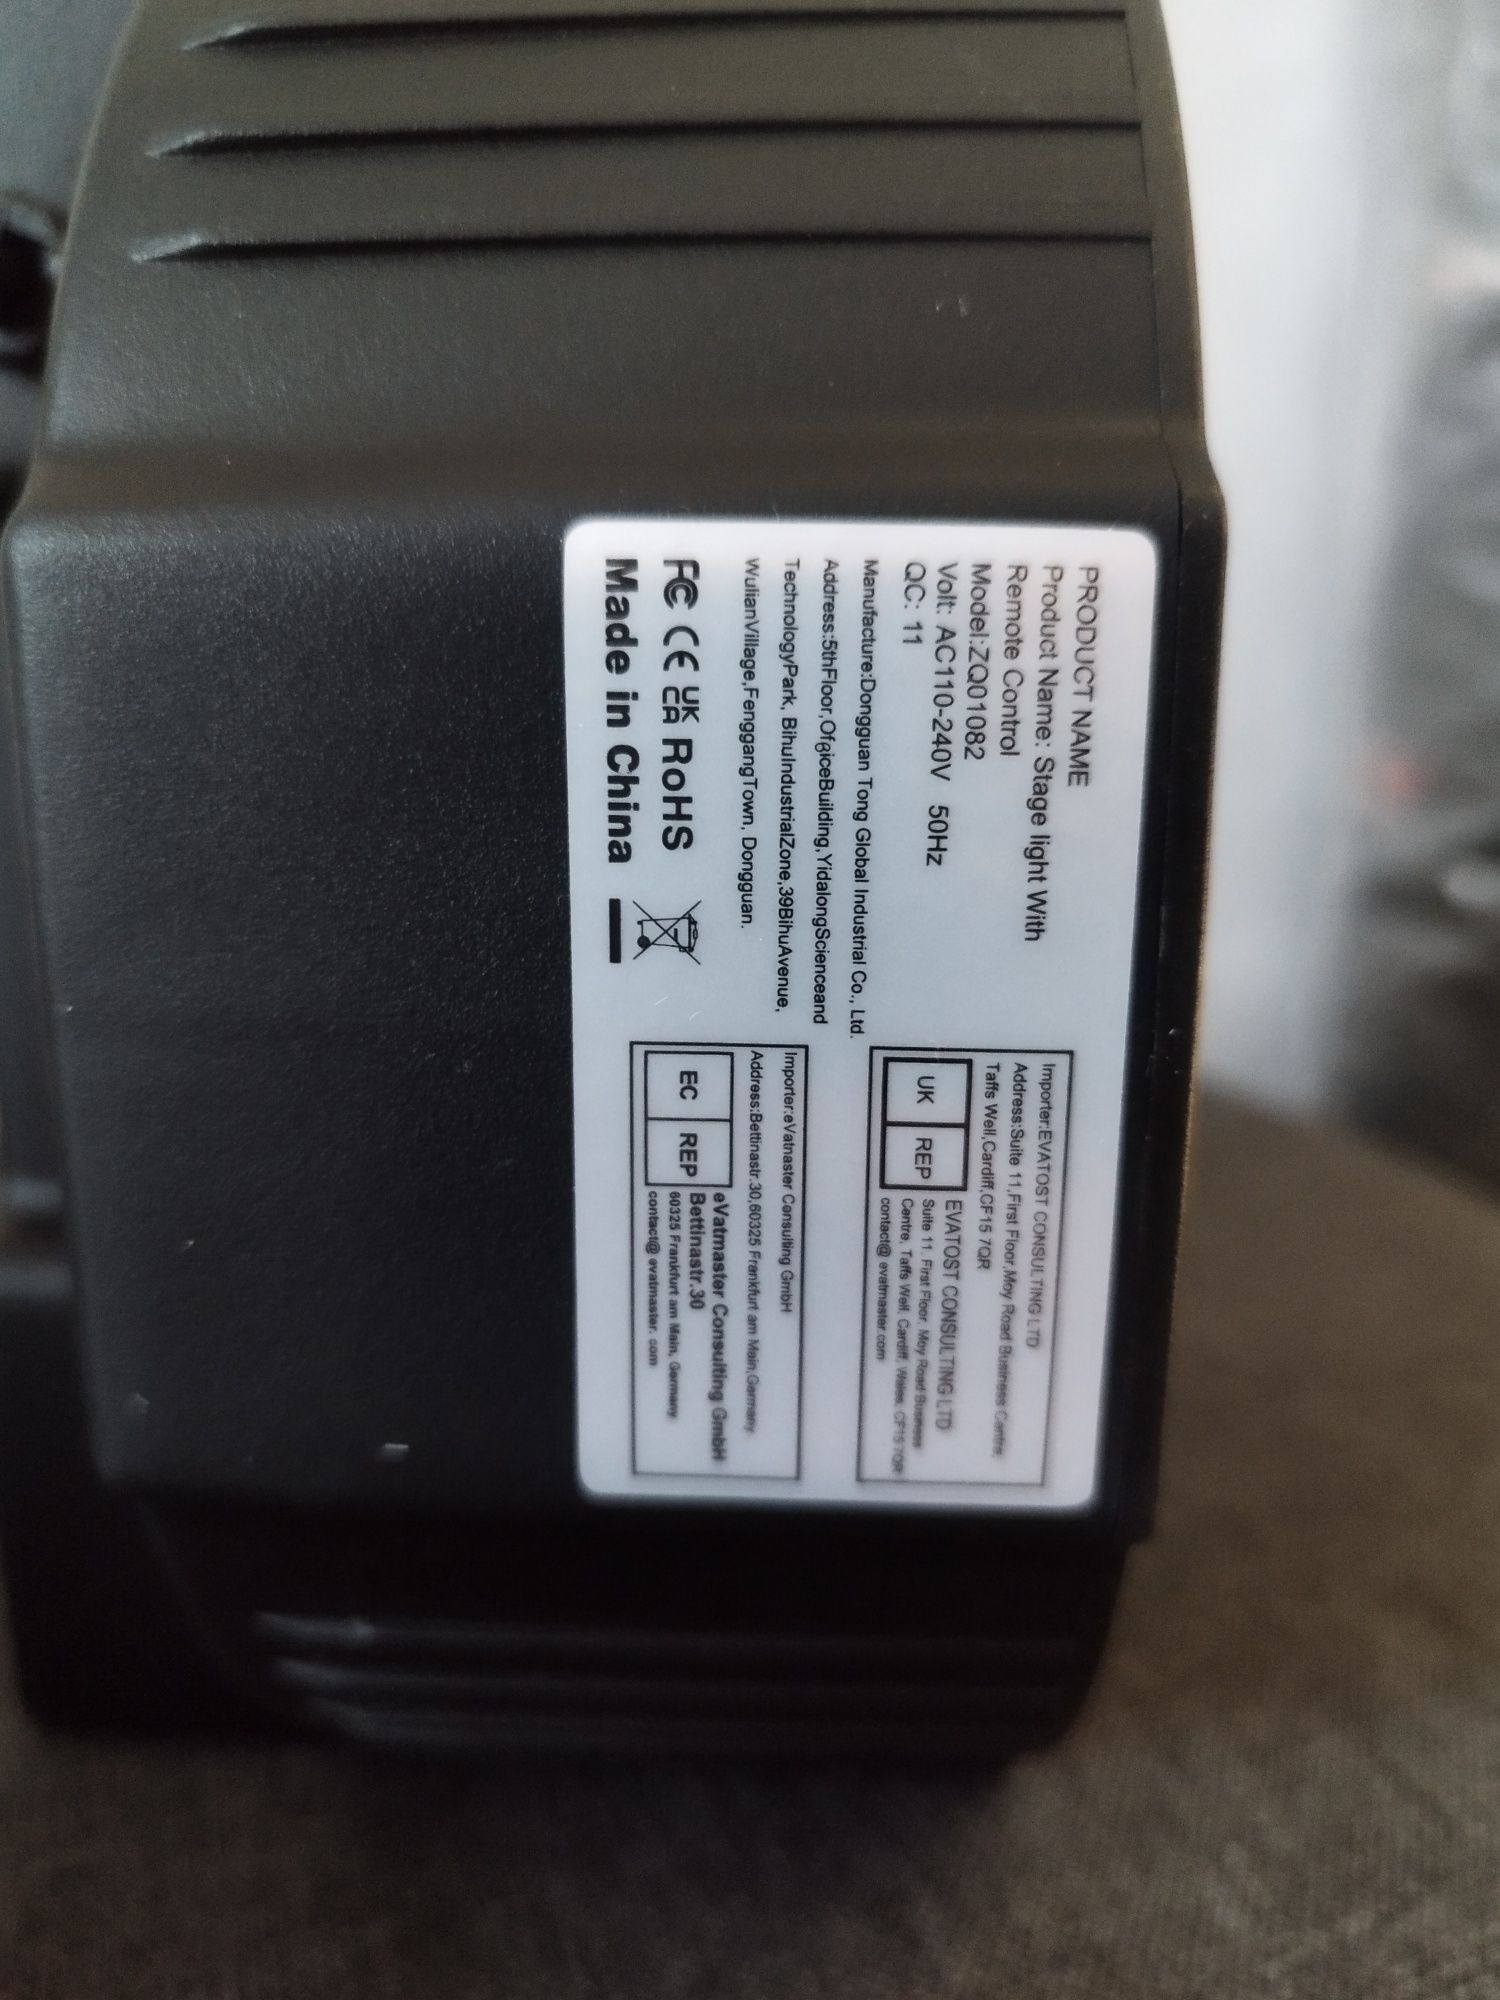 PRODUCT NAME
Product Name: Stage light With
Remote Control
Model:ZQ01082
Volt: AC110-240V 50Hz
QC: 11
Manufacture:Dongguan Tong Global Industrial Co., Ltd.
Address:5thFloor,Of6iceBuilding,YidalongScienceand
TechnologyPark, BihuIndustrialZone,39BihuAvenue,
WulianVillage,FenggangTown, Dongguan.
FC CE UK CA RoHS
Made in China
Importer:EVATOST CONSULTING LTD
Address:Suite 11,First Floor,Moy Road Business Centre,
Taffs Well,Cardiff,CF15 7QR
UK REP
EVATOST CONSULTING LTD
Suite 11, First Floor, Moy Road Business
Centre, Taffs Well, Cardiff, Wales, CF15 7QR
contact@ evatmaster.com
Importer:eVatnaster Consulting GmbH
Address:Bettinastr.30,60325 Frankfurt am Main,Germany
EC REP
eVatmaster Consulting GmbH
Bettinastr.30
60325 Frankfurt am Main, Germany
contact@ evatmaster. com